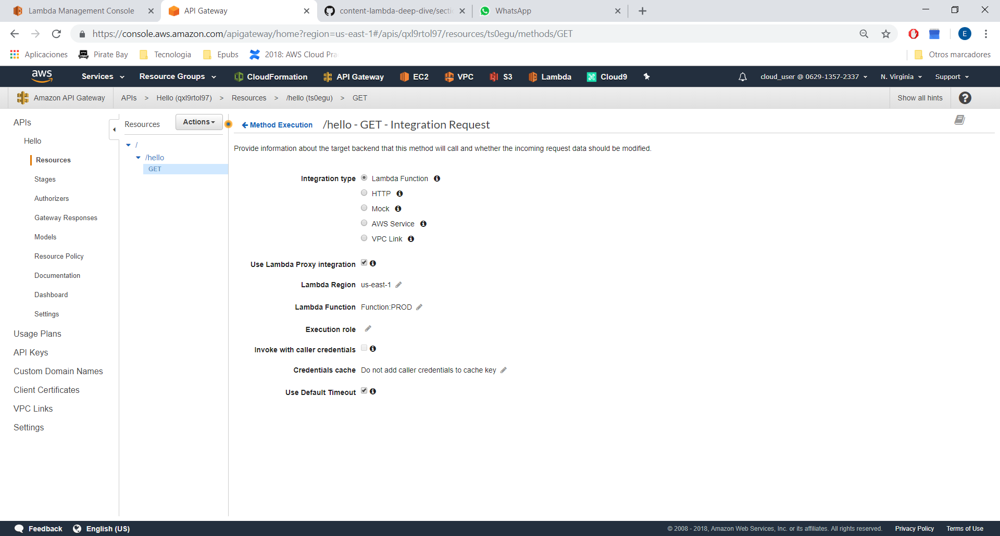 Lambda Management Console
API Gateway
content-lambda-deep-dive/secti
WhatsApp
https://console.aws.amazon.com/apigateway/home?region=us-east-1#/apis/qxl9rtol97/resources/ts0egu/methods/GET
E
Aplicaciones Pirate Bay Tecnologia Epubs 2018: AWS Cloud Pra Otros marcadores
aws Services Resource Groups CloudFormation API Gateway EC2 VPC S3 Lambda Cloud9 cloud_user @ 0629-1357-2337 N. Virginia Support
Amazon API Gateway APIs > Hello (qxl9rtol97) > Resources > /hello (ts0egu) > GET Show all hints ?
APIs
Hello
Resources
Stages
Authorizers
Gateway Responses
Models
Resource Policy
Documentation
Dashboard
Settings
Usage Plans
API Keys
Custom Domain Names
Client Certificates
VPC Links
Settings
Resources Actions
/
/hello
GET
Method Execution /hello - GET - Integration Request
Provide information about the target backend that this method will call and whether the incoming request data should be modified.
Integration type Lambda Function
HTTP
Mock
AWS Service
VPC Link
Use Lambda Proxy integration
Lambda Region us-east-1
Lambda Function Function:PROD
Execution role
Invoke with caller credentials
Credentials cache Do not add caller credentials to cache key
Use Default Timeout
Feedback English (US) © 2008 - 2018, Amazon Web Services, Inc. or its affiliates. All rights reserved. Privacy Policy Terms of Use